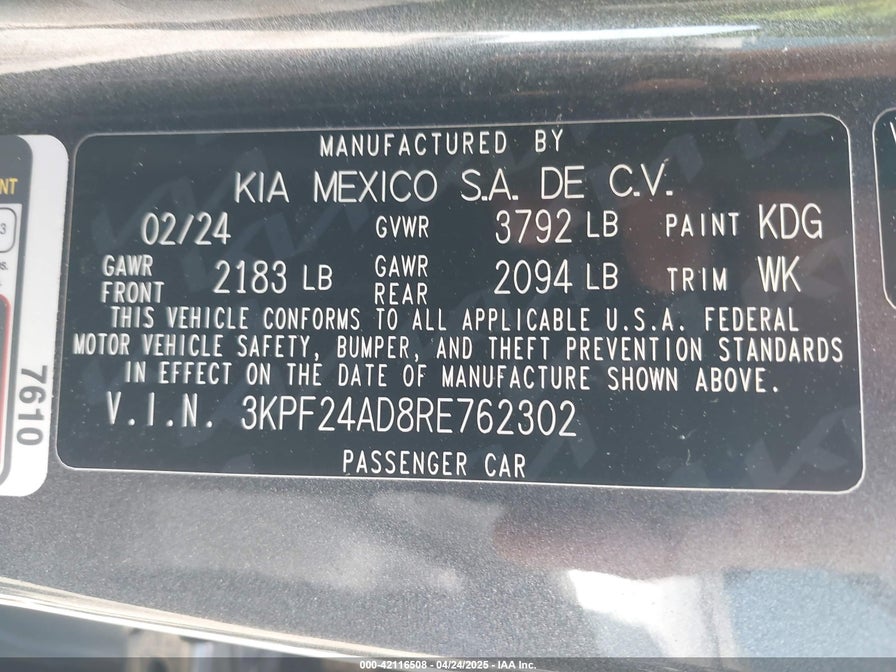 MANUFACTURED BY
KIA MEXICO S.A. DE C.V.
02/24 GVWR 3792 LB PAINT KDG
GAWR FRONT 2183 LB GAWR REAR 2094 LB TRIM WK
THIS VEHICLE CONFORMS TO ALL APPLICABLE U.S.A. FEDERAL
MOTOR VEHICLE SAFETY, BUMPER, AND THEFT PREVENTION STANDARDS
IN EFFECT ON THE DATE OF MANUFACTURE SHOWN ABOVE.
V.I.N. 3KPF24AD8RE762302
PASSENGER CAR
NT
3
s.
7610
000-42116508 - 04/24/2025 - IAA Inc.